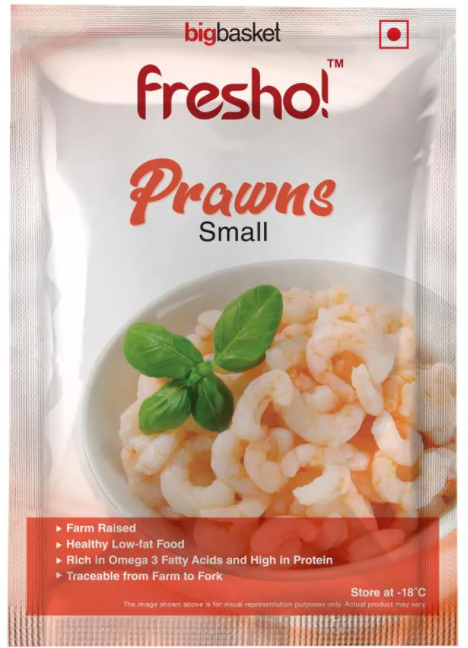 bigbasket
fresho!™
Prawns
Small
Farm Raised
Healthy Low-fat Food
Rich in Omega 3 Fatty Acids and High in Protein
Traceable from Farm to Fork
Store at -18°C
The image shown above is for visual representation purposes only. Actual product may vary.